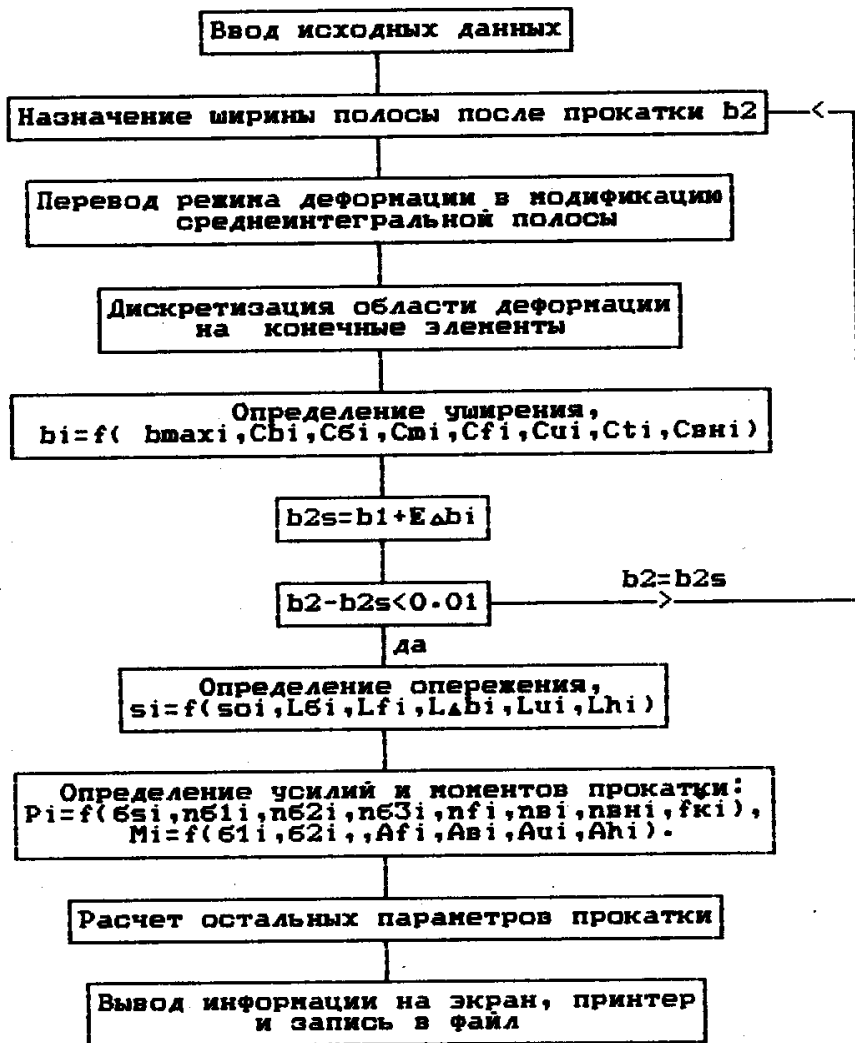 Ввод исходных данных
Назначение ширины полосы после прокатки b2
Перевод режима деформации в модификацию
среднеинтегральной полосы
Дискретизация области деформации
на конечные элементы
Определение уширения,
bi=f( bmaxi,Cbi,Cбi,Cmi,Cfi,Cui,Cti,Cвнi)
b2s=b1+E△bi
b2-b2s<0.01
b2=b2s
да
Определение опережения,
si=f(soi,Lбi,Lfi,L△bi,Lui,Lhi)
Определение усилий и моментов прокатки:
Pi=f(бsi,nб1i,nб2i,nб3i,nfi,nвi,nвнi,fкi),
Mi=f(б1i,б2i,,Afi,Aвi,Aui,Ahi).
Расчет остальных параметров прокатки
Вывод информации на экран, принтер
и запись в файл